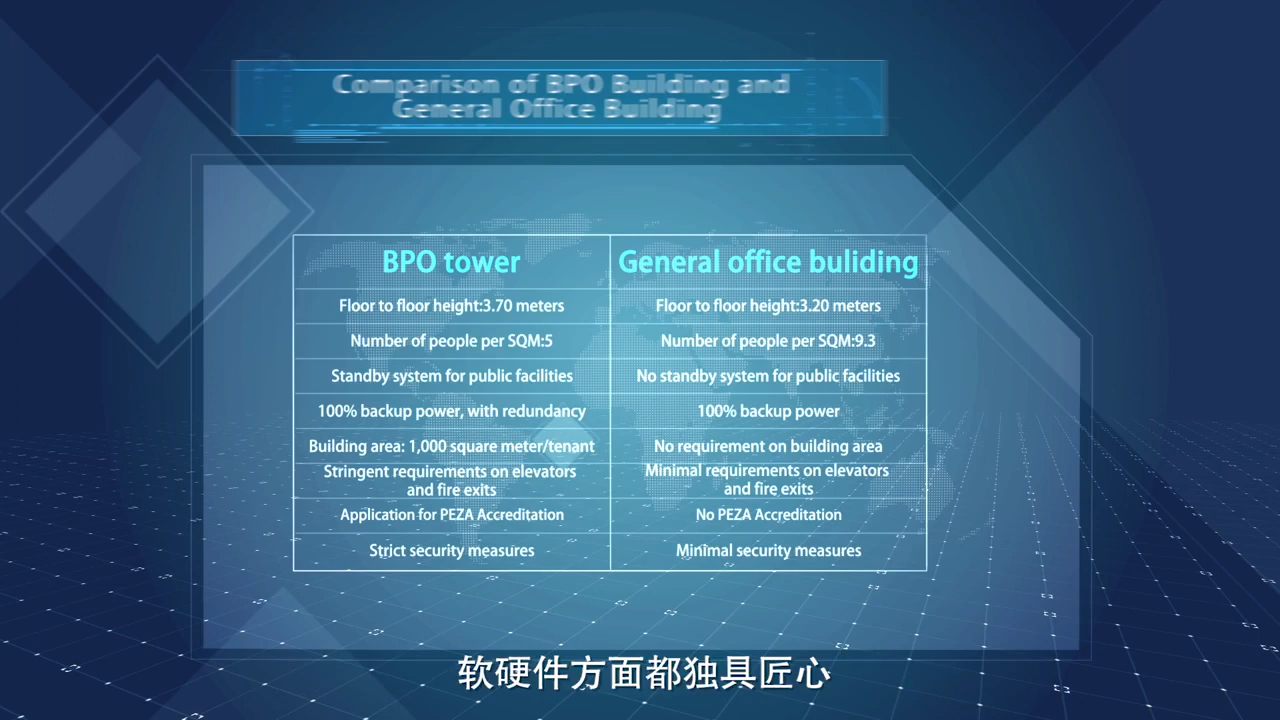 Comparison of BPO Building and
General Office Building
BPO tower
General office buliding
Floor to floor height:3.70 meters
Floor to floor height:3.20 meters
Number of people per SQM:5
Number of people per SQM:9.3
Standby system for public facilities
No standby system for public facilities
100% backup power, with redundancy
100% backup power
Building area: 1,000 square meter/tenant
No requirement on building area
Stringent requirements on elevators
and fire exits
Minimal requirements on elevators
and fire exits
Application for PEZA Accreditation
No PEZA Accreditation
Strict security measures
Minimal security measures
软硬件方面都独具匠心